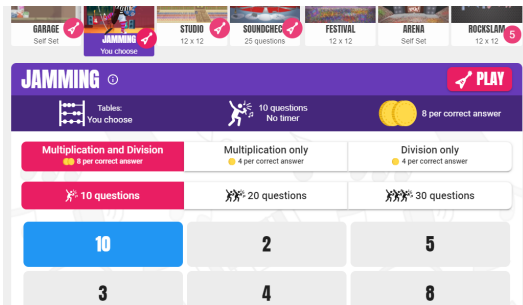 GARAGE
Self Set
JAMMING
You choose
STUDIO
12 x 12
SOUNDCHEC
25 questions
FESTIVAL
12 x 12
ARENA
Self Set
ROCKSLAM
12 x 12
5
JAMMING
PLAY
Tables:
You choose
10 questions
No timer
8 per correct answer
Multiplication and Division
8 per correct answer
Multiplication only
4 per correct answer
Division only
4 per correct answer
10 questions
20 questions
30 questions
10
2
5
3
4
8